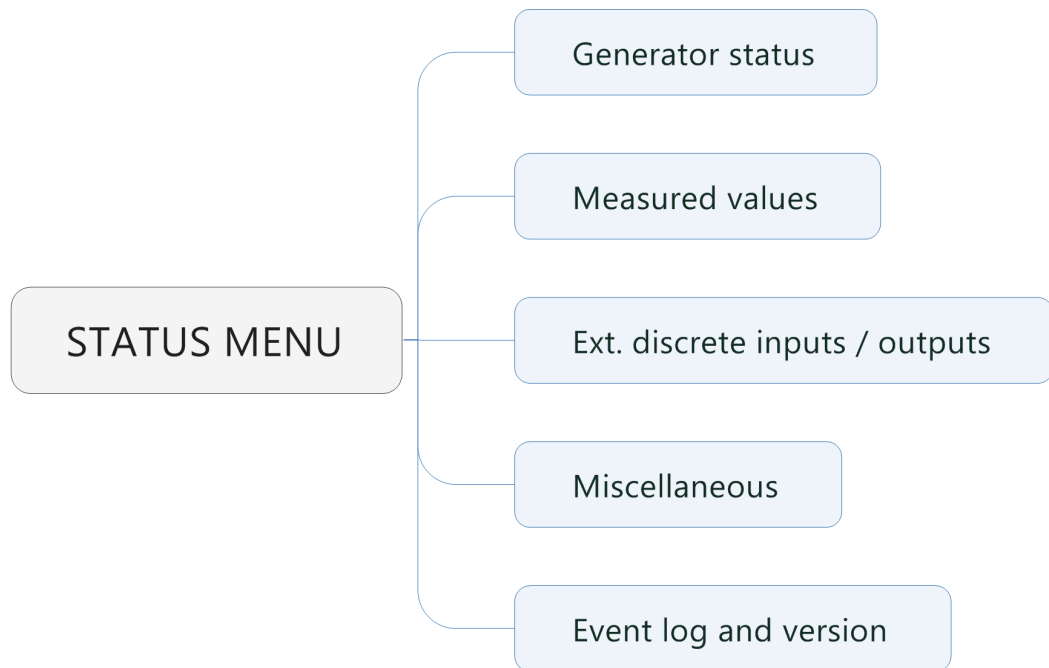 Generator status
Measured values
STATUS MENU
Ext. discrete inputs / outputs
Miscellaneous
Event log and version